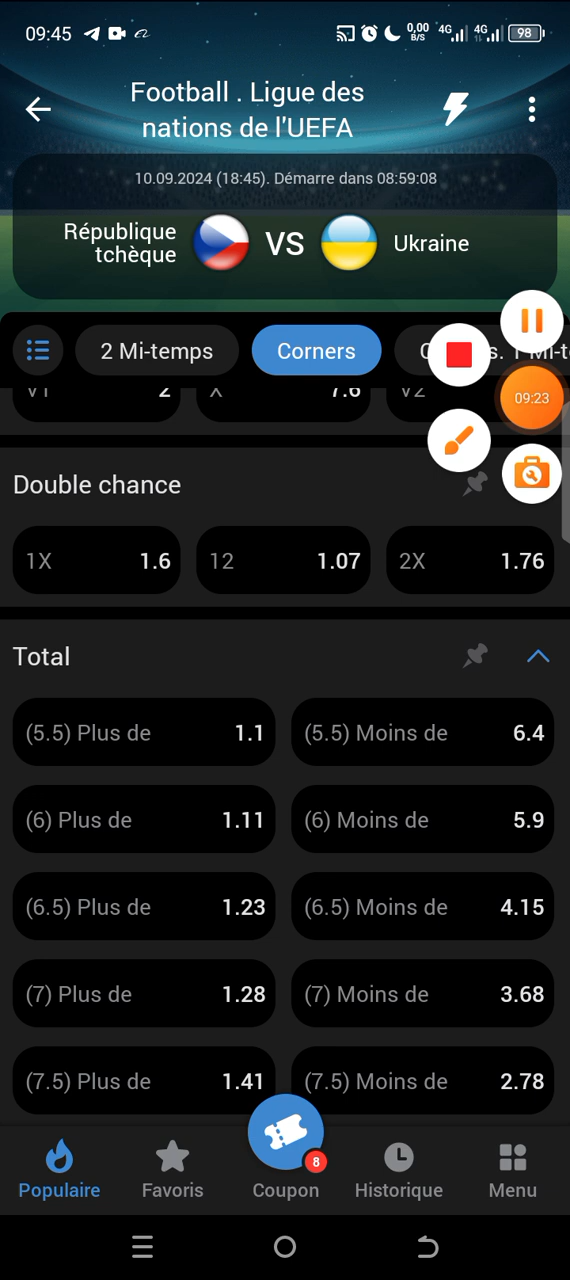 09:45
0,00 B/S 4G 4G 98
Football . Ligue des
nations de l'UEFA
10.09.2024 (18:45). Démarre dans 08:59:08
République
tchèque
VS
Ukraine
2 Mi-temps
Corners
09:23
V1 2
X 7.6
V2
Double chance
1X 1.6
12 1.07
2X 1.76
Total
(5.5) Plus de 1.1
(5.5) Moins de 6.4
(6) Plus de 1.11
(6) Moins de 5.9
(6.5) Plus de 1.23
(6.5) Moins de 4.15
(7) Plus de 1.28
(7) Moins de 3.68
(7.5) Plus de 1.41
(7.5) Moins de 2.78
8
Populaire
Favoris
Coupon
Historique
Menu